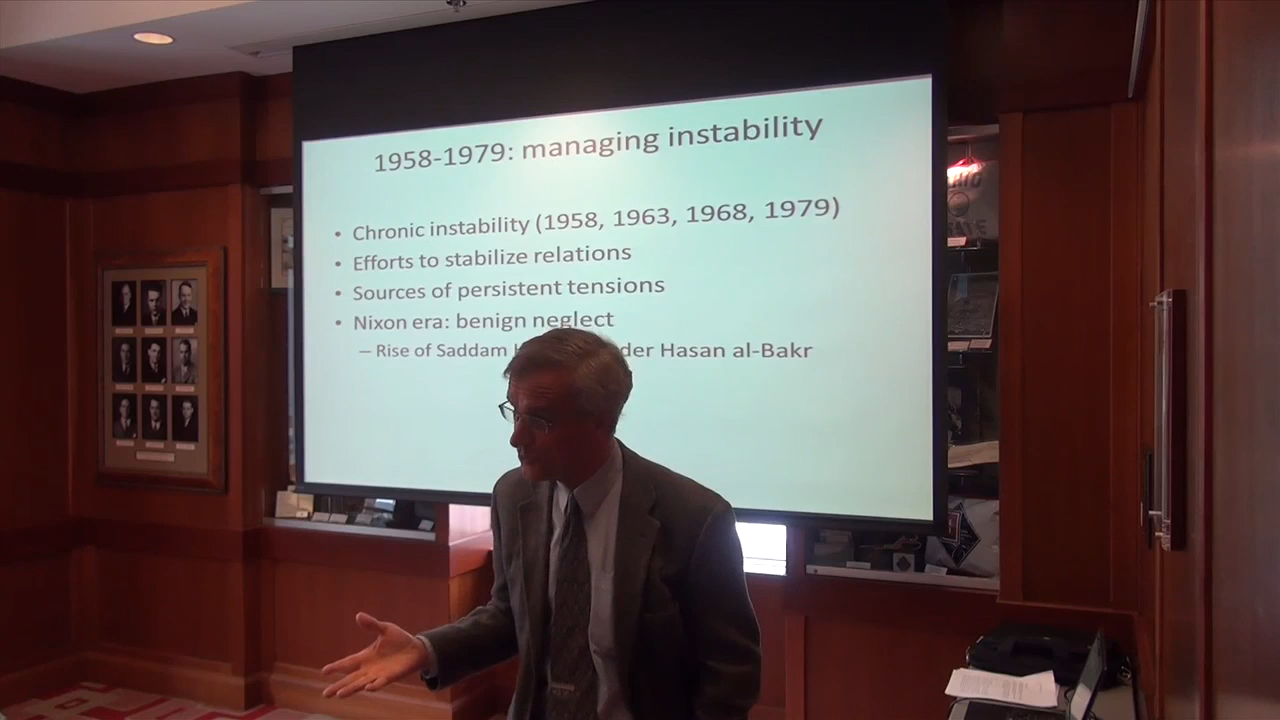 1958-1979: managing instability
• Chronic instability (1958, 1963, 1968, 1979)
• Efforts to stabilize relations
• Sources of persistent tensions
• Nixon era: benign neglect
– Rise of Saddam der Hasan al-Bakr